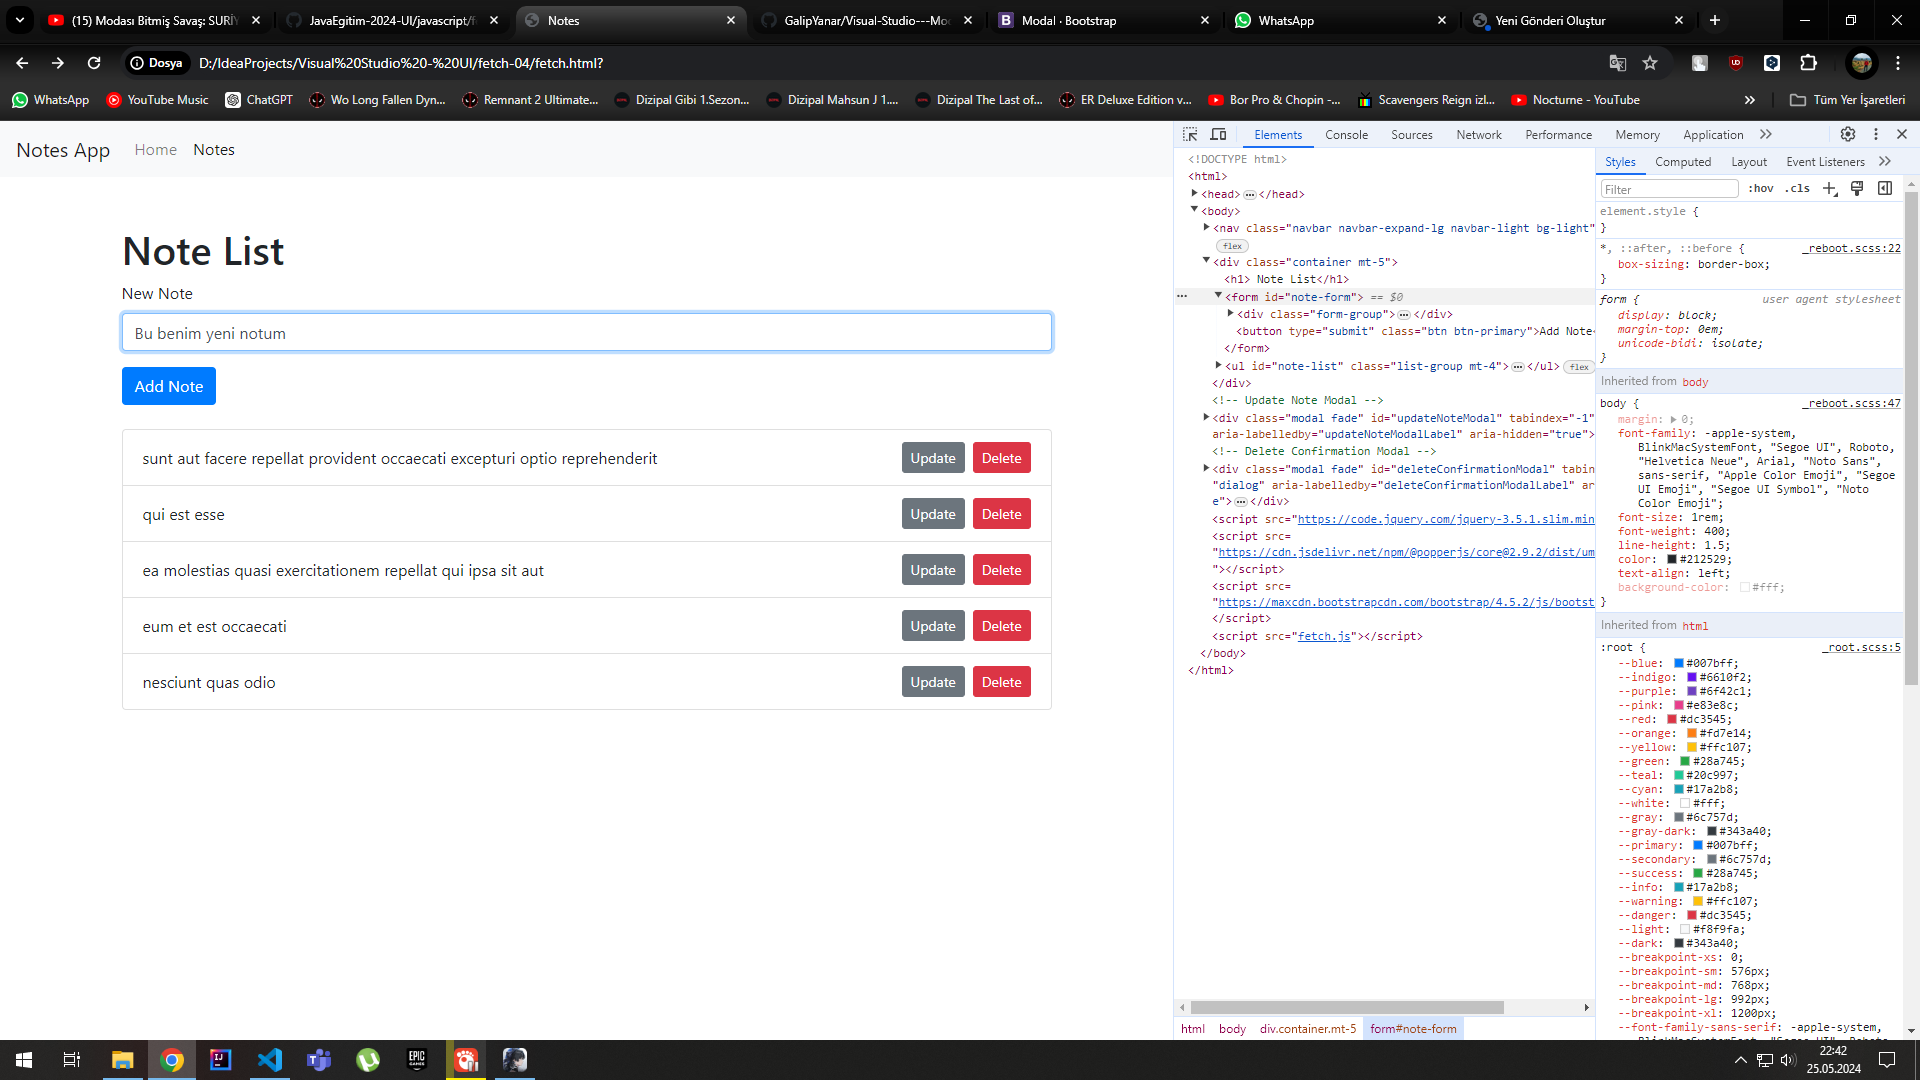 (15) Modası Bitmiş Savaş: SURİY
JavaEgitim-2024-UI/javascript/f
Notes
GalipYanar/Visual-Studio---Mod
Modal · Bootstrap
WhatsApp
Yeni Gönderi Oluştur
Dosya
D:/IdeaProjects/Visual%20Studio%20-%20UI/fetch-04/fetch.html?
WhatsApp
YouTube Music
ChatGPT
Wo Long Fallen Dyn...
Remnant 2 Ultimate...
Dizipal Gibi 1.Sezon...
Dizipal Mahsun J 1....
Dizipal The Last of...
ER Deluxe Edition v...
Bor Pro & Chopin -...
Scavengers Reign izl...
Nocturne - YouTube
Tüm Yer İşaretleri
Notes App
Home
Notes
Note List
New Note
Bu benim yeni notum
Add Note
sunt aut facere repellat provident occaecati excepturi optio reprehenderit
Update
Delete
qui est esse
Update
Delete
ea molestias quasi exercitationem repellat qui ipsa sit aut
Update
Delete
eum et est occaecati
Update
Delete
nesciunt quas odio
Update
Delete
Elements
Console
Sources
Network
Performance
Memory
Application
<!DOCTYPE html>
<html>
<head> </head>
<body>
<nav class="navbar navbar-expand-lg navbar-light bg-light"
flex
<div class="container mt-5">
<h1> Note List</h1>
<form id="note-form"> == $0
<div class="form-group"> </div>
<button type="submit" class="btn btn-primary">Add Note<
</form>
<ul id="note-list" class="list-group mt-4"> </ul> flex
</div>
<!-- Update Note Modal -->
<div class="modal fade" id="updateNoteModal" tabindex="-1"
aria-labelledby="updateNoteModalLabel" aria-hidden="true">
<!-- Delete Confirmation Modal -->
<div class="modal fade" id="deleteConfirmationModal" tabin
"dialog" aria-labelledby="deleteConfirmationModalLabel" ar
e"> </div>
<script src="https://code.jquery.com/jquery-3.5.1.slim.min
<script src=
"https://cdn.jsdelivr.net/npm/@popperjs/core@2.9.2/dist/um
"></script>
<script src=
"https://maxcdn.bootstrapcdn.com/bootstrap/4.5.2/js/bootst
</script>
<script src="fetch.js"></script>
</body>
</html>
html
body
div.container.mt-5
form#note-form
Styles
Computed
Layout
Event Listeners
Filter
:hov
.cls
element.style {
}
*, ::after, ::before {
_reboot.scss:22
box-sizing: border-box;
}
form {
user agent stylesheet
display: block;
margin-top: 0em;
unicode-bidi: isolate;
}
Inherited from body
body {
_reboot.scss:47
margin: 0;
font-family: -apple-system,
BlinkMacSystemFont, "Segoe UI", Roboto,
"Helvetica Neue", Arial, "Noto Sans",
sans-serif, "Apple Color Emoji", "Segoe
UI Emoji", "Segoe UI Symbol", "Noto
Color Emoji";
font-size: 1rem;
font-weight: 400;
line-height: 1.5;
color: #212529;
text-align: left;
background-color: #fff;
}
Inherited from html
:root {
_root.scss:5
--blue: #007bff;
--indigo: #6610f2;
--purple: #6f42c1;
--pink: #e83e8c;
--red: #dc3545;
--orange: #fd7e14;
--yellow: #ffc107;
--green: #28a745;
--teal: #20c997;
--cyan: #17a2b8;
--white: #fff;
--gray: #6c757d;
--gray-dark: #343a40;
--primary: #007bff;
--secondary: #6c757d;
--success: #28a745;
--info: #17a2b8;
--warning: #ffc107;
--danger: #dc3545;
--light: #f8f9fa;
--dark: #343a40;
--breakpoint-xs: 0;
--breakpoint-sm: 576px;
--breakpoint-md: 768px;
--breakpoint-lg: 992px;
--breakpoint-xl: 1200px;
--font-family-sans-serif: -apple-system,
BlinkMacSystemFont, "Segoe UI", Roboto,
EPIC
GAMES
22:42
25.05.2024